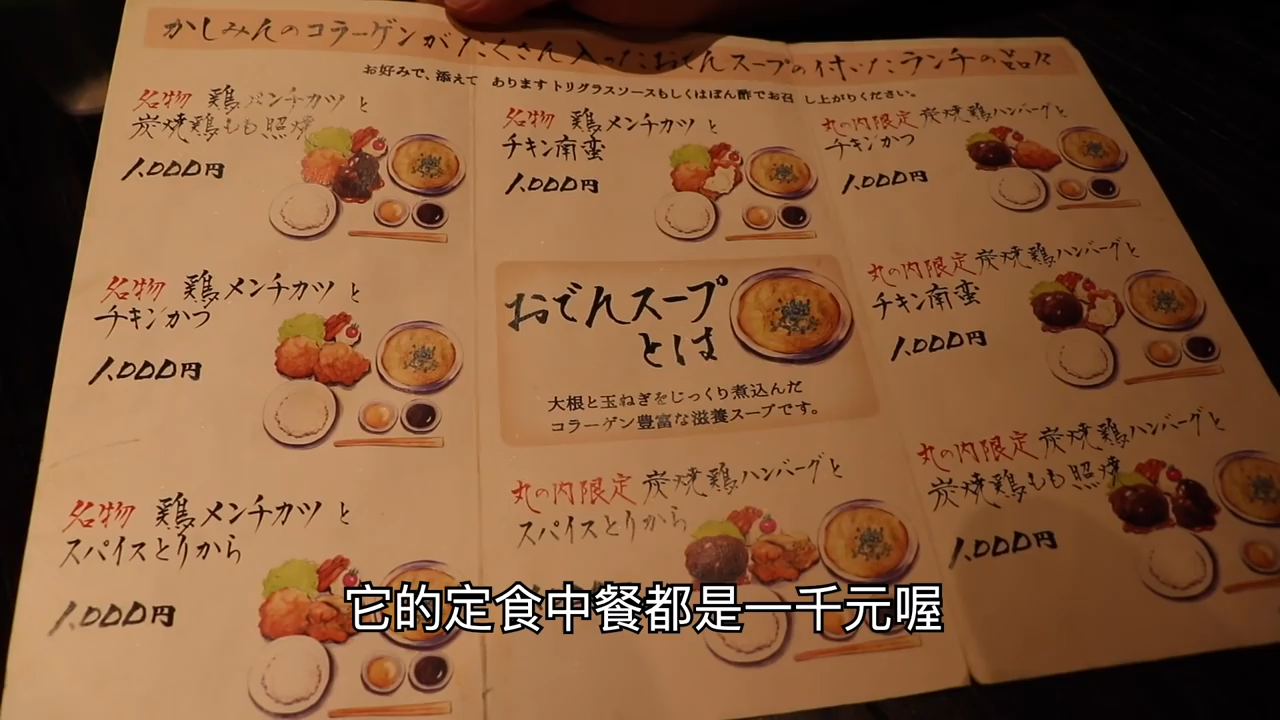 かしみんのコラーゲンがたくさん入ったおでんスープの付いたランチの品々
お好みで、添えて ありますトリグラスソースもしくはぽん酢でお召 し上がりください。
名物 鶏メンチカツと
炭焼鶏もも照焼
1,000円
名物 鶏メンチカツと
チキンかつ
1,000円
名物 鶏メンチカツと
スパイスとりから
1,000円
名物 鶏メンチカツと
チキン南蛮
1,000円
おでんスープ
とは
大根と玉ねぎをじっくり煮込んだ
コラーゲン豊富な滋養スープです。
丸の内限定 炭焼鶏ハンバーグと
スパイスとりから
丸の内限定 炭焼鶏ハンバーグと
チキンかつ
1,000円
丸の内限定 炭焼鶏ハンバーグと
チキン南蛮
1,000円
丸の内限定 炭焼鶏ハンバーグと
炭焼鶏もも照焼
1,000円
它的定食中餐都是一千元喔